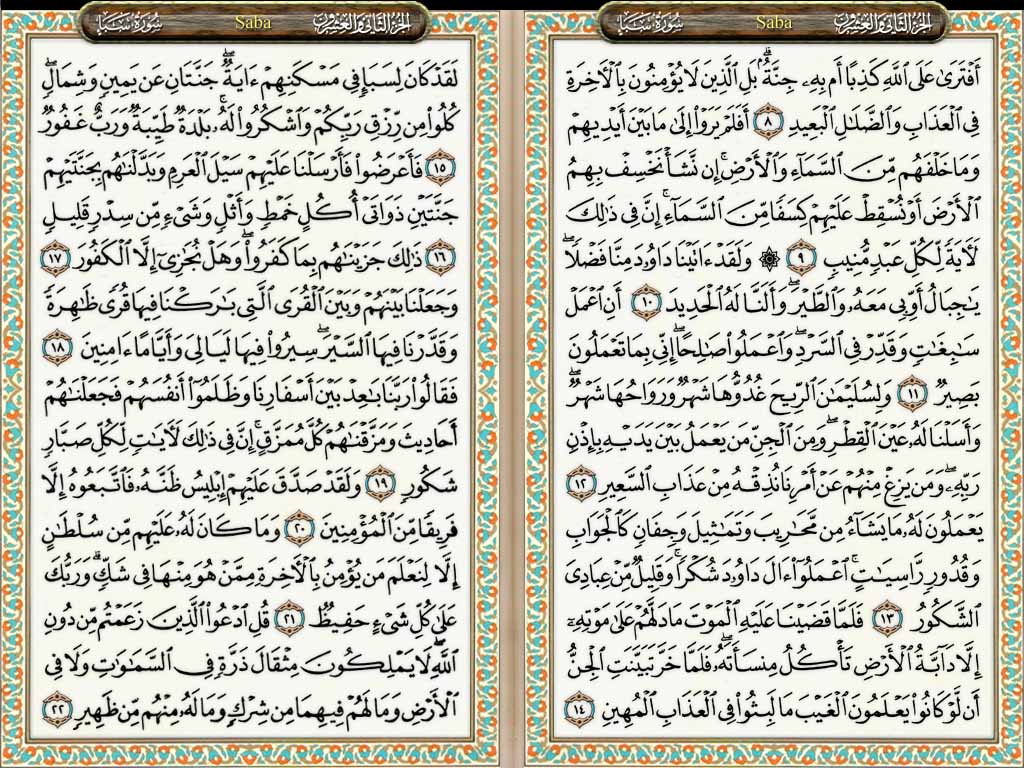 الجزء الثاني والعشرون Saba سورة سبإ
أَفْتَرَىٰ عَلَى ٱللَّهِ كَذِبًا أَم بِهِۦ جِنَّةٌۢ ۗ بَلِ ٱلَّذِينَ لَا يُؤْمِنُونَ بِٱلْـَٔاخِرَةِ
فِى ٱلْعَذَابِ وَٱلضَّلَـٰلِ ٱلْبَعِيدِ ٨ أَفَلَمْ يَرَوْا۟ إِلَىٰ مَا بَيْنَ أَيْدِيهِمْ
وَمَا خَلْفَهُم مِّنَ ٱلسَّمَآءِ وَٱلْأَرْضِ ۚ إِن نَّشَأْ نَخْسِفْ بِهِمُ
ٱلْأَرْضَ أَوْ نُسْقِطْ عَلَيْهِمْ كِسَفًا مِّنَ ٱلسَّمَآءِ ۚ إِنَّ فِى ذَٰلِكَ
لَـَٔايَةً لِّكُلِّ عَبْدٍ مُّنِيبٍ ٩ ۞ وَلَقَدْ ءَاتَيْنَا دَاوُۥدَ مِنَّا فَضْلًا ۖ
يَـٰجِبَالُ أَوِّبِى مَعَهُۥ وَٱلطَّيْرَ ۖ وَأَلَنَّا لَهُ ٱلْحَدِيدَ ١٠ أَنِ ٱعْمَلْ
سَـٰبِغَـٰتٍ وَقَدِّرْ فِى ٱلسَّرْدِ ۖ وَٱعْمَلُوا۟ صَـٰلِحًا ۖ إِنِّى بِمَا تَعْمَلُونَ
بَصِيرٌ ١١ وَلِسُلَيْمَـٰنَ ٱلرِّيحَ غُدُوُّهَا شَهْرٌ وَرَوَاحُهَا شَهْرٌ ۖ
وَأَسَلْنَا لَهُۥ عَيْنَ ٱلْقِطْرِ ۖ وَمِنَ ٱلْجِنِّ مَن يَعْمَلُ بَيْنَ يَدَيْهِ بِإِذْنِ
رَبِّهِۦ ۖ وَمَن يَزِغْ مِنْهُمْ عَنْ أَمْرِنَا نُذِقْهُ مِنْ عَذَابِ ٱلسَّعِيرِ ١٢
يَعْمَلُونَ لَهُۥ مَا يَشَآءُ مِن مَّحَـٰرِيبَ وَتَمَـٰثِيلَ وَجِفَانٍ كَٱلْجَوَابِ
وَقُدُورٍ رَّاسِيَـٰتٍ ۚ ٱعْمَلُوٓا۟ ءَالَ دَاوُۥدَ شُكْرًا ۚ وَقَلِيلٌ مِّنْ عِبَادِىَ
ٱلشَّكُورُ ١٣ فَلَمَّا قَضَيْنَا عَلَيْهِ ٱلْمَوْتَ مَا دَلَّهُمْ عَلَىٰ مَوْتِهِۦٓ
إِلَّا دَآبَّةُ ٱلْأَرْضِ تَأْكُلُ مِنسَأَتَهُۥ ۖ فَلَمَّا خَرَّ تَبَيَّنَتِ ٱلْجِنُّ
أَن لَّوْ كَانُوا۟ يَعْلَمُونَ ٱلْغَيْبَ مَا لَبِثُوا۟ فِى ٱلْعَذَابِ ٱلْمُهِينِ ١٤
الجزء الثاني والعشرون Saba سورة سبإ
لَقَدْ كَانَ لِسَبَإٍ فِى مَسْكَنِهِمْ ءَايَةٌ ۖ جَنَّتَانِ عَن يَمِينٍ وَشِمَالٍ ۖ
كُلُوا۟ مِن رِّزْقِ رَبِّكُمْ وَٱشْكُرُوا۟ لَهُۥ ۚ بَلْدَةٌ طَيِّبَةٌ وَرَبٌّ غَفُورٌ
١٥ فَأَعْرَضُوا۟ فَأَرْسَلْنَا عَلَيْهِمْ سَيْلَ ٱلْعَرِمِ وَبَدَّلْنَـٰهُم بِجَنَّتَيْهِمْ
جَنَّتَيْنِ ذَوَاتَىْ أُكُلٍ خَمْطٍ وَأَثْلٍ وَشَىْءٍ مِّن سِدْرٍ قَلِيلٍ
١٦ ذَٰلِكَ جَزَيْنَـٰهُم بِمَا كَفَرُوا۟ ۖ وَهَلْ نُجَـٰزِىٓ إِلَّا ٱلْكَفُورَ ١٧
وَجَعَلْنَا بَيْنَهُمْ وَبَيْنَ ٱلْقُرَى ٱلَّتِى بَـٰرَكْنَا فِيهَا قُرًى ظَـٰهِرَةً
وَقَدَّرْنَا فِيهَا ٱلسَّيْرَ ۖ سِيرُوا۟ فِيهَا لَيَالِىَ وَأَيَّامًا ءَامِنِينَ ١٨
فَقَالُوا۟ رَبَّنَا بَـٰعِدْ بَيْنَ أَسْفَارِنَا وَظَلَمُوٓا۟ أَنفُسَهُمْ فَجَعَلْنَـٰهُمْ
أَحَادِيثَ وَمَزَّقْنَـٰهُمْ كُلَّ مُمَزَّقٍ ۚ إِنَّ فِى ذَٰلِكَ لَـَٔايَـٰتٍ لِّكُلِّ صَبَّارٍ
شَكُورٍ ١٩ وَلَقَدْ صَدَّقَ عَلَيْهِمْ إِبْلِيسُ ظَنَّهُۥ فَٱتَّبَعُوهُ إِلَّا
فَرِيقًا مِّنَ ٱلْمُؤْمِنِينَ ٢٠ وَمَا كَانَ لَهُۥ عَلَيْهِم مِّن سُلْطَـٰنٍ
إِلَّا لِنَعْلَمَ مَن يُؤْمِنُ بِٱلْـَٔاخِرَةِ مِمَّنْ هُوَ مِنْهَا فِى شَكٍّ ۗ وَرَبُّكَ
عَلَىٰ كُلِّ شَىْءٍ حَفِيظٌ ٢١ قُلِ ٱدْعُوا۟ ٱلَّذِينَ زَعَمْتُم مِّن دُونِ
ٱللَّهِ ۖ لَا يَمْلِكُونَ مِثْقَالَ ذَرَّةٍ فِى ٱلسَّمَـٰوَٰتِ وَلَا فِى
ٱلْأَرْضِ وَمَا لَهُمْ فِيهِمَا مِن شِرْكٍ وَمَا لَهُۥ مِنْهُم مِّن ظَهِيرٍ ٢٢